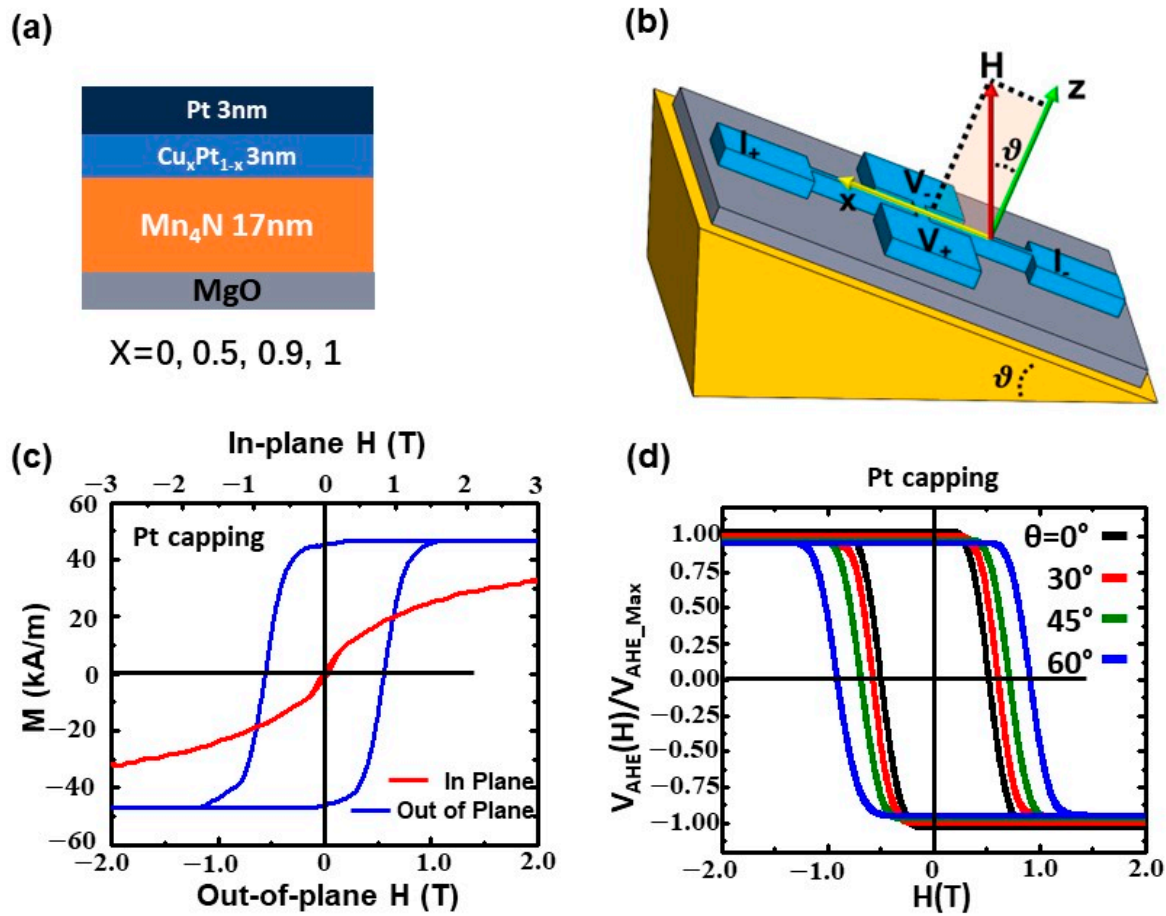 (a)
Pt 3nm
CuₓPt₁₋ₓ 3nm
Mn₄N 17nm
MgO
X=0, 0.5, 0.9, 1
(b)
H
z
ϑ
I₊
V₋
x
V₊
I₋
ϑ
(c)
In-plane H (T)
−3 −2 −1 0 1 2 3
60
40
20
0
−20
−40
−60
M (kA/m)
Pt capping
In Plane
Out of Plane
−2.0 −1.0 0 1.0 2.0
Out-of-plane H (T)
(d)
Pt capping
1.00
0.75
0.50
0.25
0.00
−0.25
−0.50
−0.75
−1.00
V_AHE(H)/V_AHE_Max
θ=0°
30°
45°
60°
−2.0 −1.0 0 1.0 2.0
H(T)